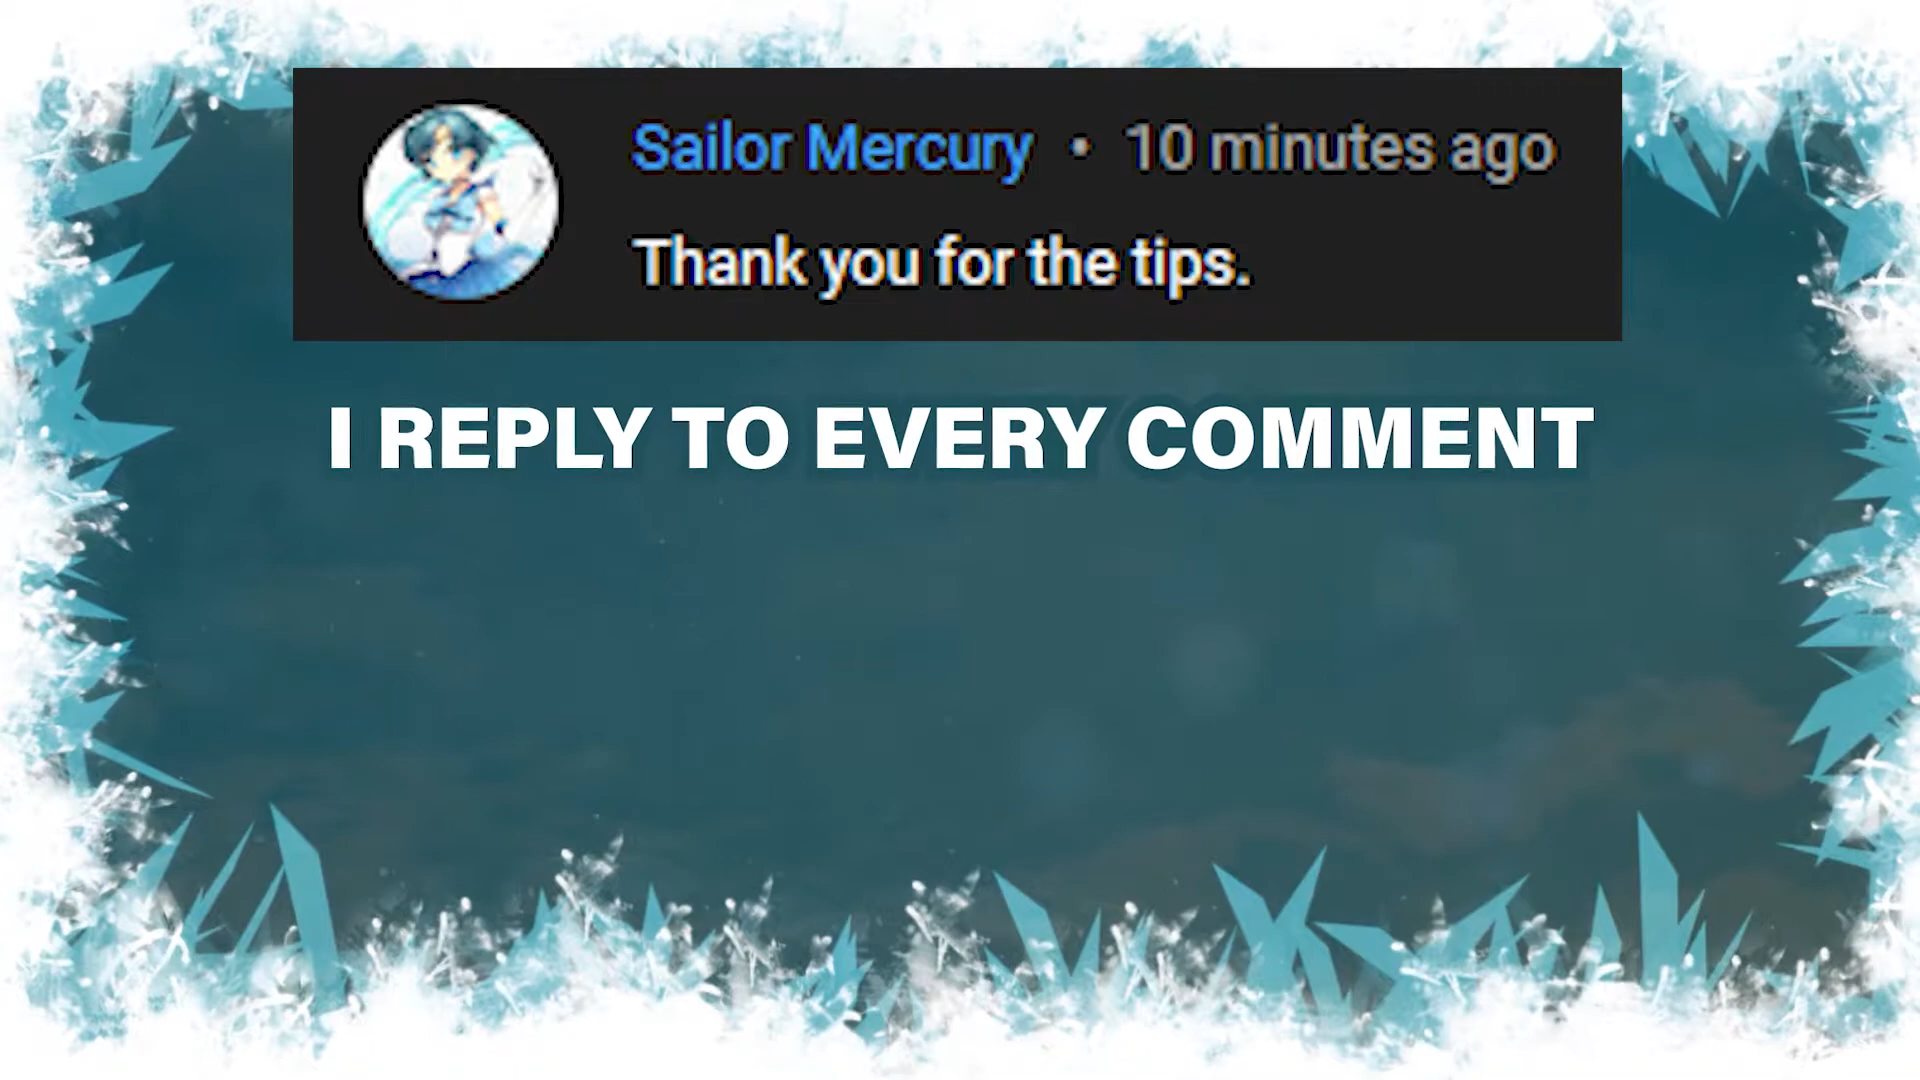 Sailor Mercury • 10 minutes ago
Thank you for the tips.
I REPLY TO EVERY COMMENT